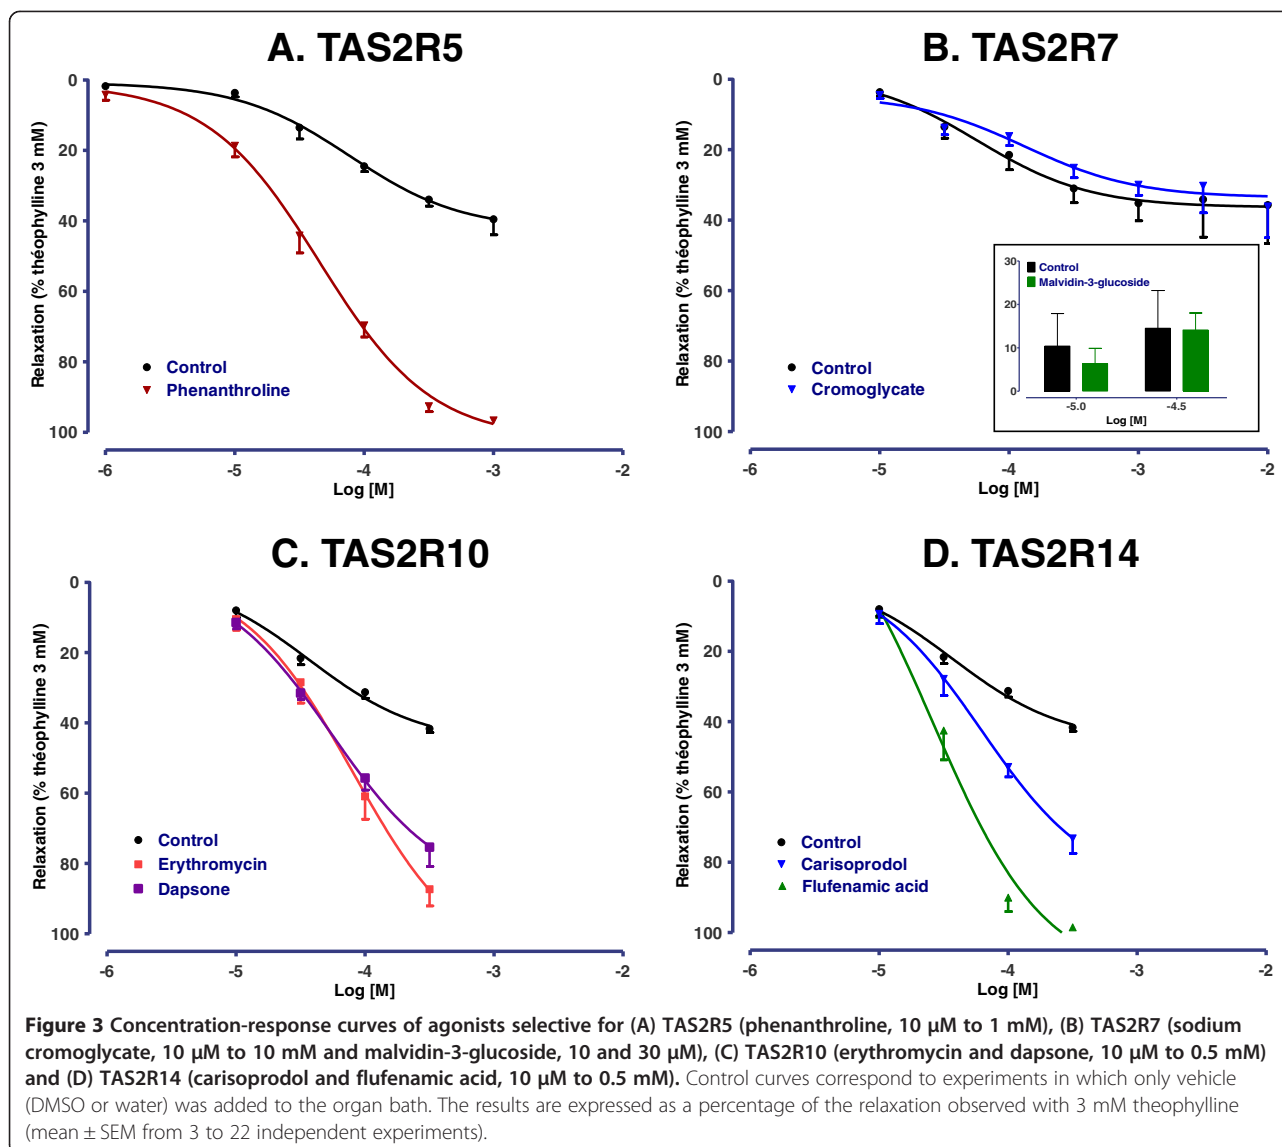 A. TAS2R5
0
20
40
60
80
100
Relaxation (% théophylline 3 mM)
Control
Phenanthroline
-6
-5
-4
-3
-2
Log [M]
B. TAS2R7
0
20
40
60
80
100
Relaxation (% théophylline 3 mM)
Control
Cromoglycate
30
20
10
0
Control
Malvidin-3-glucoside
-5.0
-4.5
Log [M]
-6
-5
-4
-3
-2
Log [M]
C. TAS2R10
0
20
40
60
80
100
Relaxation (% théophylline 3 mM)
Control
Erythromycin
Dapsone
-6
-5
-4
-3
-2
Log [M]
D. TAS2R14
0
20
40
60
80
100
Relaxation (% théophylline 3 mM)
Control
Carisoprodol
Flufenamic acid
-6
-5
-4
-3
-2
Log [M]
Figure 3 Concentration-response curves of agonists selective for (A) TAS2R5 (phenanthroline, 10 μM to 1 mM), (B) TAS2R7 (sodium
cromoglycate, 10 μM to 10 mM and malvidin-3-glucoside, 10 and 30 μM), (C) TAS2R10 (erythromycin and dapsone, 10 μM to 0.5 mM)
and (D) TAS2R14 (carisoprodol and flufenamic acid, 10 μM to 0.5 mM). Control curves correspond to experiments in which only vehicle
(DMSO or water) was added to the organ bath. The results are expressed as a percentage of the relaxation observed with 3 mM theophylline
(mean ± SEM from 3 to 22 independent experiments).